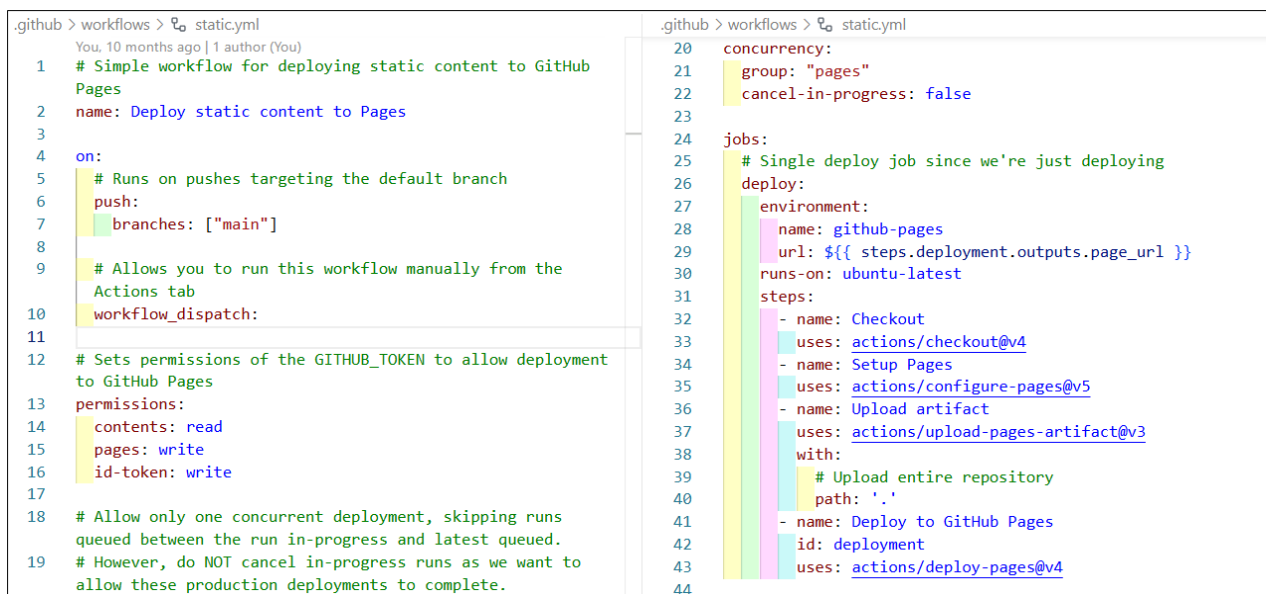 .github > workflows > static.yml
You, 10 months ago | 1 author (You)
1 # Simple workflow for deploying static content to GitHub
Pages
2 name: Deploy static content to Pages
3
4 on:
5 # Runs on pushes targeting the default branch
6 push:
7 branches: ["main"]
8
9 # Allows you to run this workflow manually from the
Actions tab
10 workflow_dispatch:
11
12 # Sets permissions of the GITHUB_TOKEN to allow deployment
to GitHub Pages
13 permissions:
14 contents: read
15 pages: write
16 id-token: write
17
18 # Allow only one concurrent deployment, skipping runs
queued between the run in-progress and latest queued.
19 # However, do NOT cancel in-progress runs as we want to
allow these production deployments to complete.
.github > workflows > static.yml
20 concurrency:
21 group: "pages"
22 cancel-in-progress: false
23
24 jobs:
25 # Single deploy job since we're just deploying
26 deploy:
27 environment:
28 name: github-pages
29 url: ${{ steps.deployment.outputs.page_url }}
30 runs-on: ubuntu-latest
31 steps:
32 - name: Checkout
33 uses: actions/checkout@v4
34 - name: Setup Pages
35 uses: actions/configure-pages@v5
36 - name: Upload artifact
37 uses: actions/upload-pages-artifact@v3
38 with:
39 # Upload entire repository
40 path: '.'
41 - name: Deploy to GitHub Pages
42 id: deployment
43 uses: actions/deploy-pages@v4
44